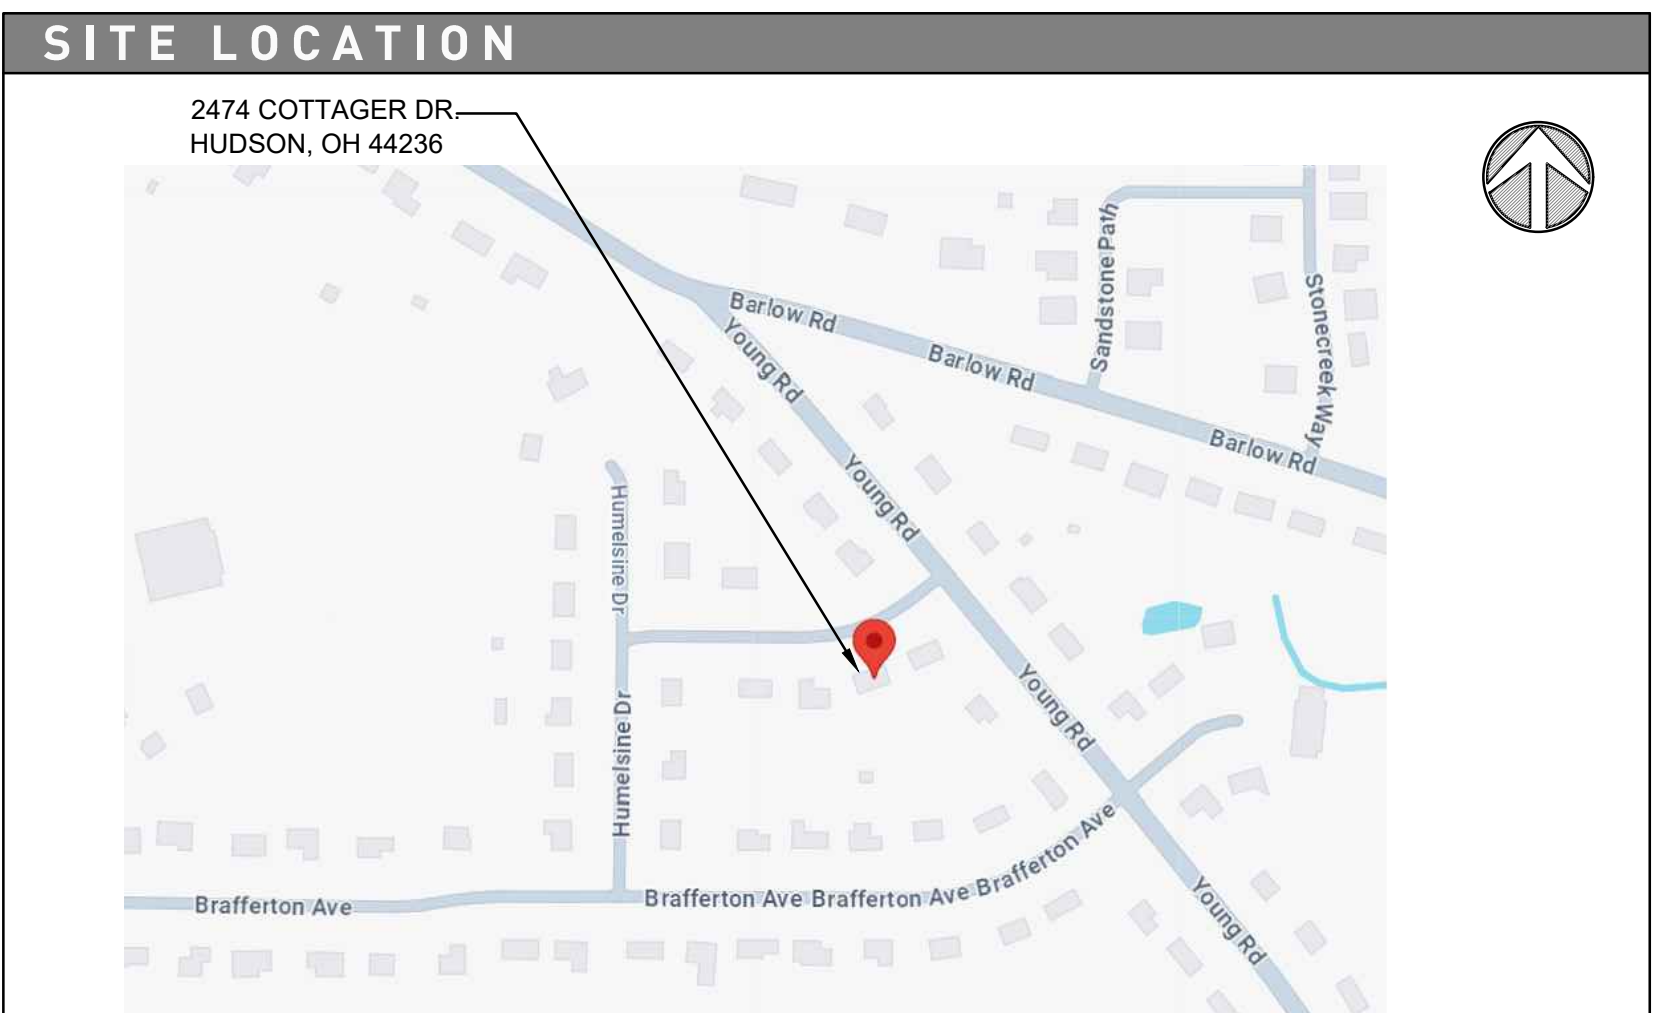 SITE LOCATION
2474 COTTAGER DR.
HUDSON, OH 44236
Sandstone Path
Stonecreek Way
Barlow Rd
Young Rd
Barlow Rd
Barlow Rd
Young Rd
Humelsine Dr
Young Rd
Humelsine Dr
Brafferton Ave
Brafferton Ave
Brafferton Ave
Brafferton Ave
Young Rd